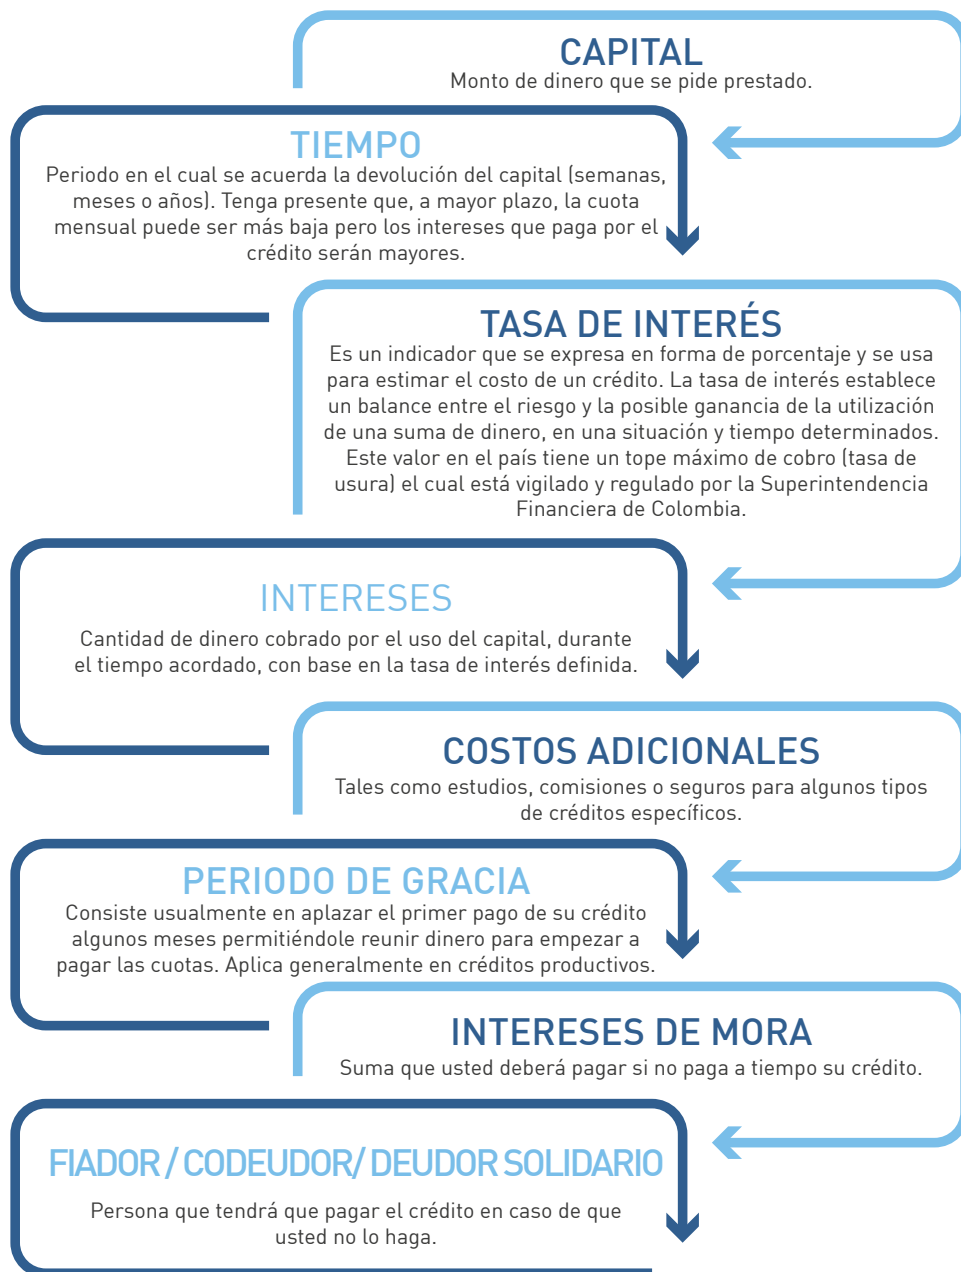 CAPITAL
Monto de dinero que se pide prestado.
TIEMPO
Periodo en el cual se acuerda la devolución del capital (semanas,
meses o años). Tenga presente que, a mayor plazo, la cuota
mensual puede ser más baja pero los intereses que paga por el
crédito serán mayores.
TASA DE INTERÉS
Es un indicador que se expresa en forma de porcentaje y se usa
para estimar el costo de un crédito. La tasa de interés establece
un balance entre el riesgo y la posible ganancia de la utilización
de una suma de dinero, en una situación y tiempo determinados.
Este valor en el país tiene un tope máximo de cobro (tasa de
usura) el cual está vigilado y regulado por la Superintendencia
Financiera de Colombia.
INTERESES
Cantidad de dinero cobrado por el uso del capital, durante
el tiempo acordado, con base en la tasa de interés definida.
COSTOS ADICIONALES
Tales como estudios, comisiones o seguros para algunos tipos
de créditos específicos.
PERIODO DE GRACIA
Consiste usualmente en aplazar el primer pago de su crédito
algunos meses permitiéndole reunir dinero para empezar a
pagar las cuotas. Aplica generalmente en créditos productivos.
INTERESES DE MORA
Suma que usted deberá pagar si no paga a tiempo su crédito.
FIADOR / CODEUDOR/ DEUDOR SOLIDARIO
Persona que tendrá que pagar el crédito en caso de que
usted no lo haga.